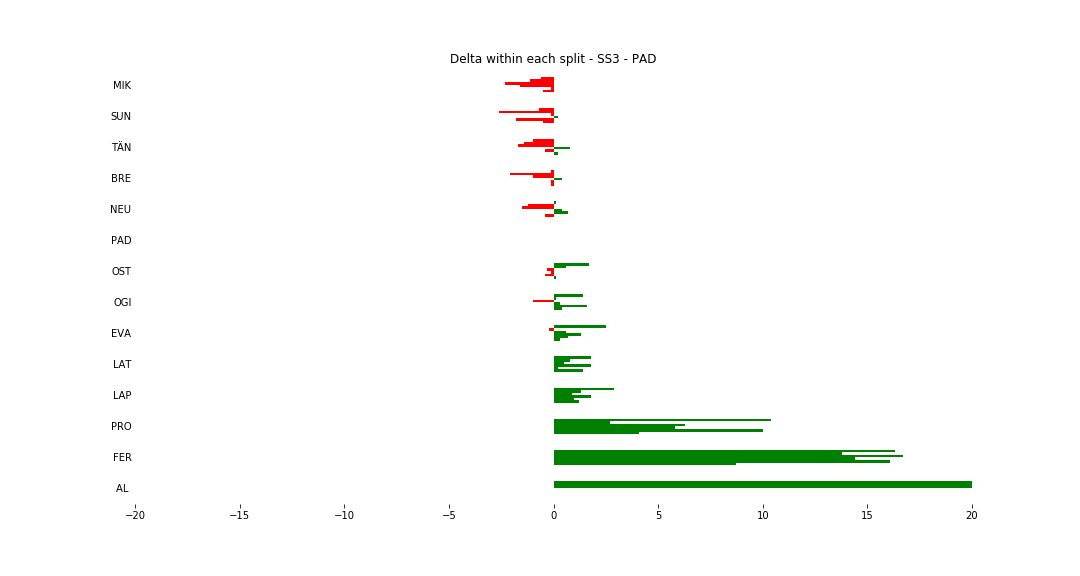 Delta within each split - SS3 - PAD
MIK
SUN
TÄN
BRE
NEU
PAD
OST
OGI
EVA
LAT
LAP
PRO
FER
AL
−20 −15 −10 −5 0 5 10 15 20